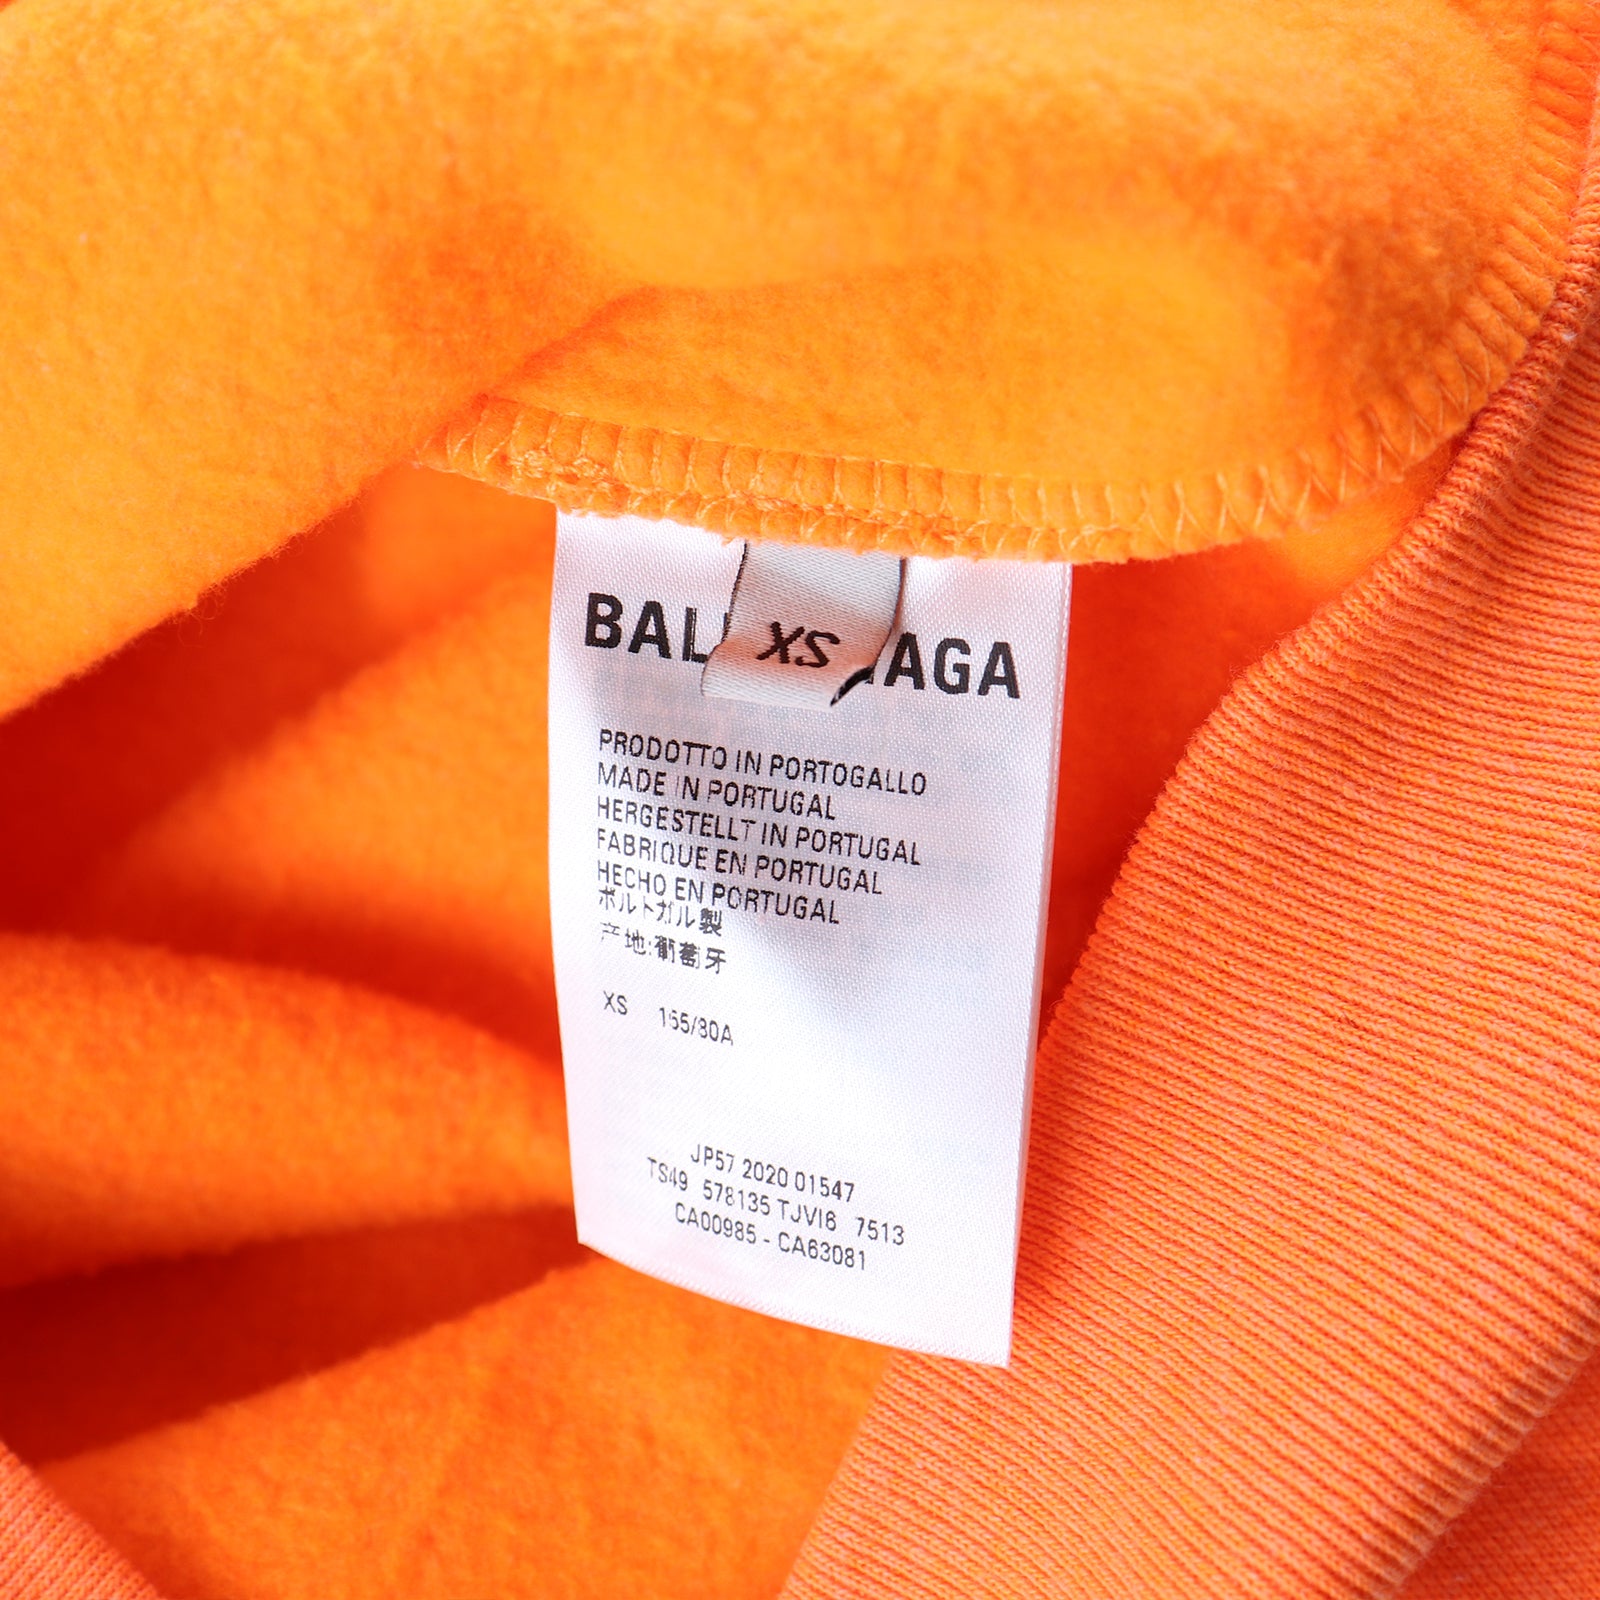 XS
PRODOTTO IN PORTOGALLO
MADE IN PORTUGAL
HERGESTELLT IN PORTUGAL
FABRIQUE EN PORTUGAL
HECHO EN PORTUGAL
ポルトガル製
产地:葡萄牙
XS 165/80A
JP57 2020 01547
TS49 578135 TJVI6 7513
CA00985 - CA63081